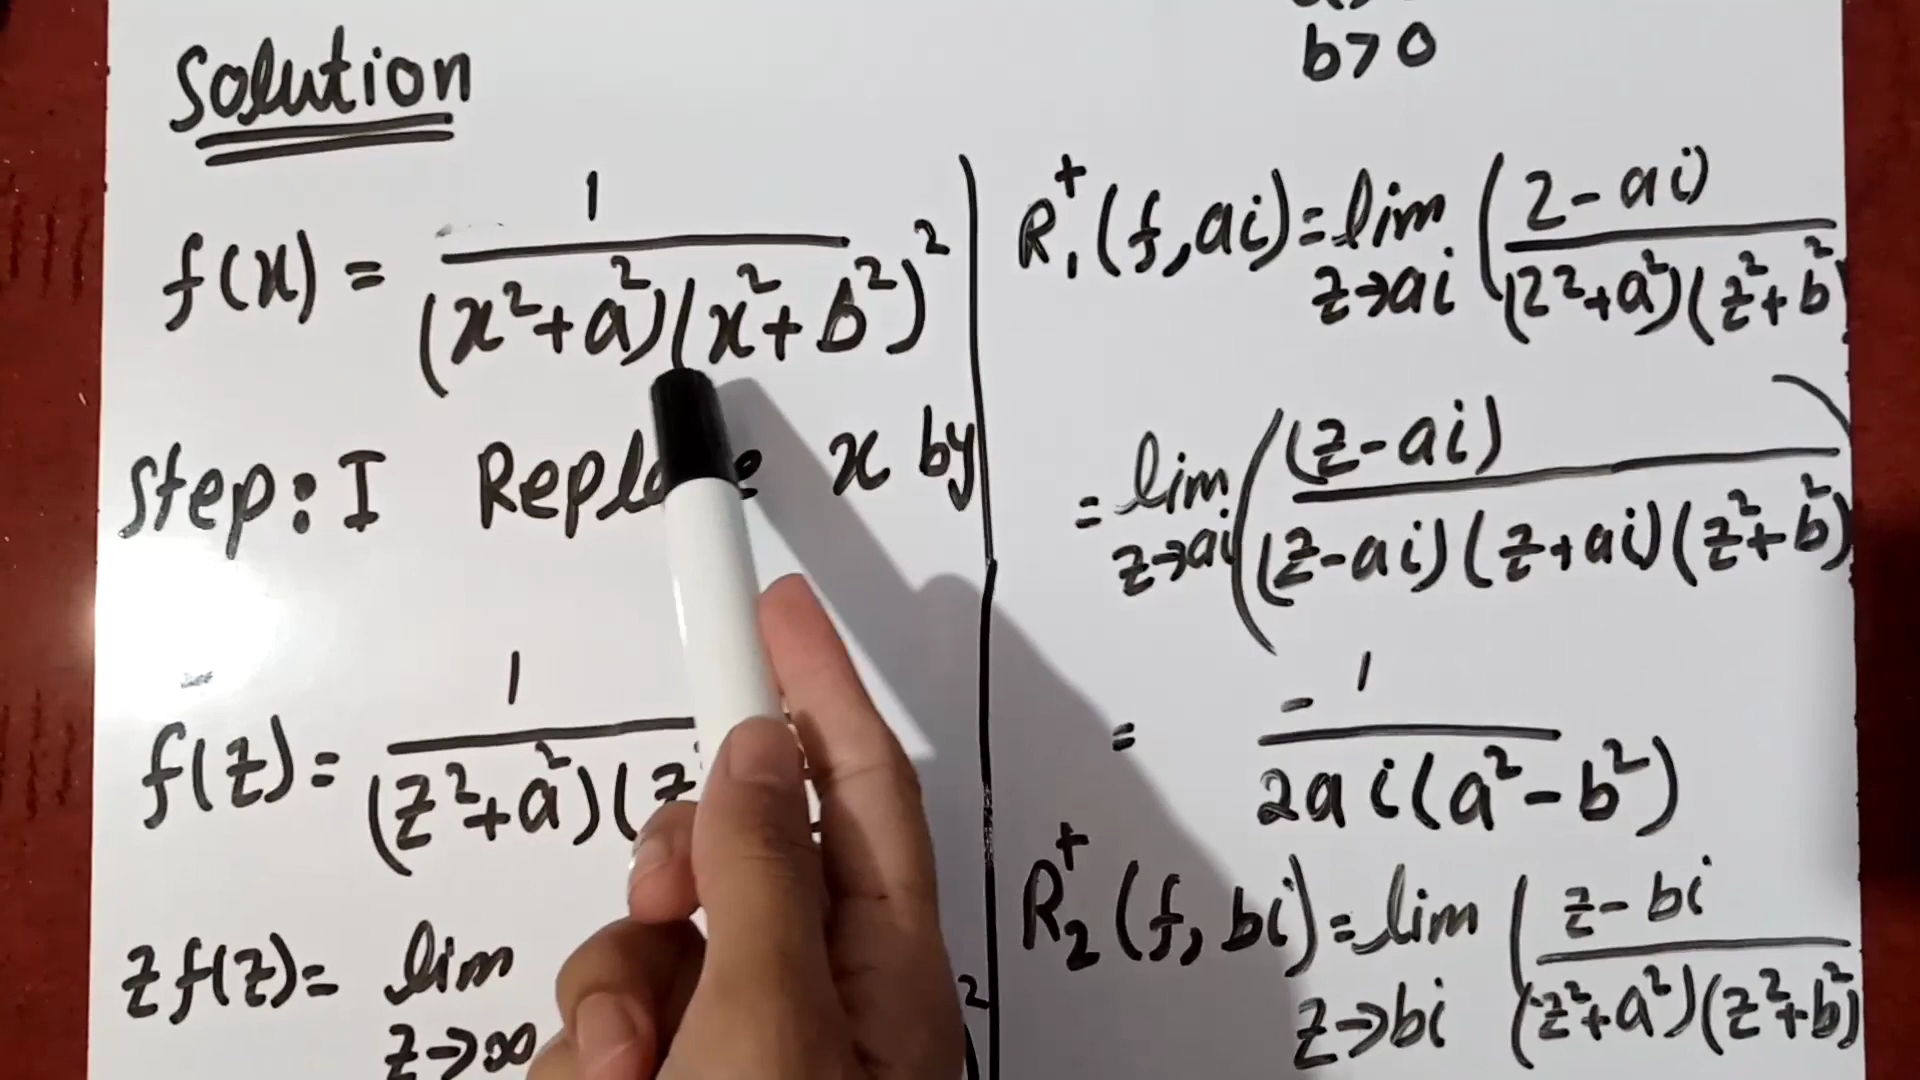 b>0
Solution
f(x) = 1 / (x²+a²)(x²+b²)²
Step: I Replace x by
f(z) = 1 / (z²+a²)(z
zf(z) = lim z→∞
2
R₁⁺(f,ai) = lim z→ai (z-ai) / (z²+a²)(z²+b²
= lim z→ai ((z-ai) / (z-ai)(z+ai)(z²+b²)
= -1 / 2ai(a²-b²)
R₂⁺(f,bi) = lim z→bi (z-bi / (z²+a²)(z²+b²)